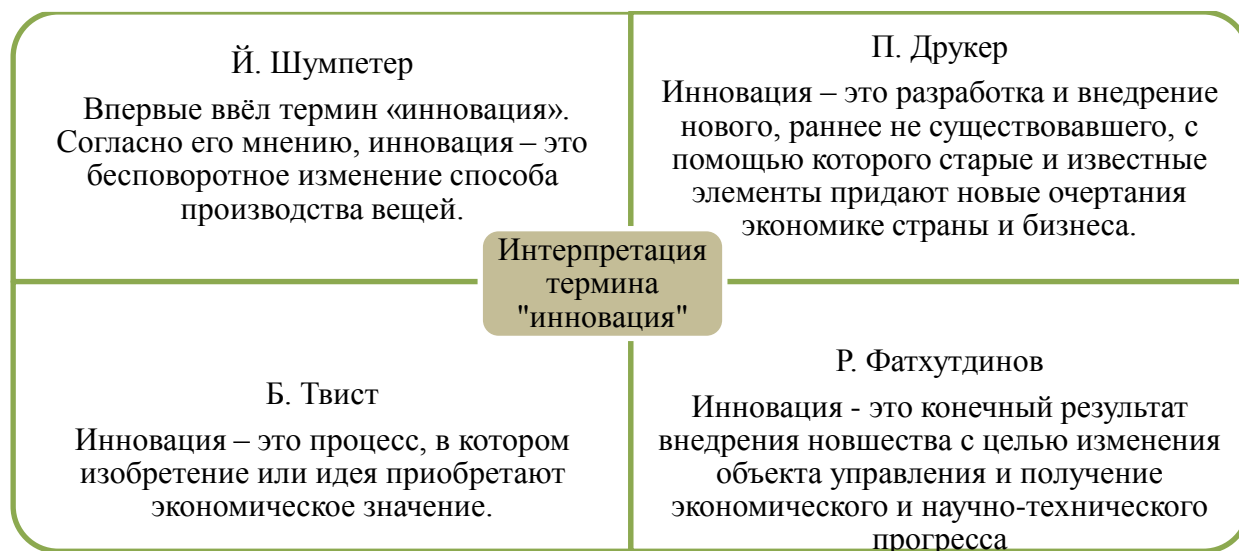 Й. Шумпетер
Впервые ввёл термин «инновация».
Согласно его мнению, инновация – это
бесповоротное изменение способа
производства вещей.
П. Друкер
Инновация – это разработка и внедрение
нового, раннее не существовавшего, с
помощью которого старые и известные
элементы придают новые очертания
экономике страны и бизнеса.
Интерпретация
термина
"инновация"
Б. Твист
Инновация – это процесс, в котором
изобретение или идея приобретают
экономическое значение.
Р. Фатхутдинов
Инновация - это конечный результат
внедрения новшества с целью изменения
объекта управления и получение
экономического и научно-технического
прогресса